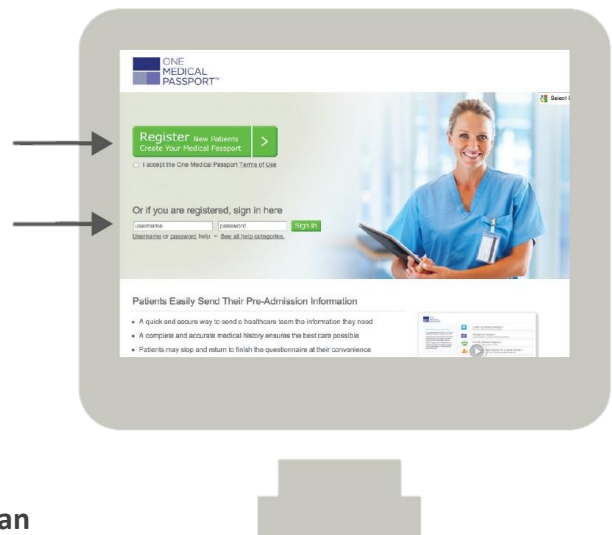 ONE
MEDICAL
PASSPORT™
Select
Register New Patients
Create Your Medical Passport >
I accept the One Medical Passport Terms of Use
Or if you are registered, sign in here
username password Sign In
Username or password help - See all help categories.
Patients Easily Send Their Pre-Admission Information
• A quick and secure way to send a healthcare team the information they need
• A complete and accurate medical history ensures the best care possible
• Patients may stop and return to finish the questionnaire at their convenience
an